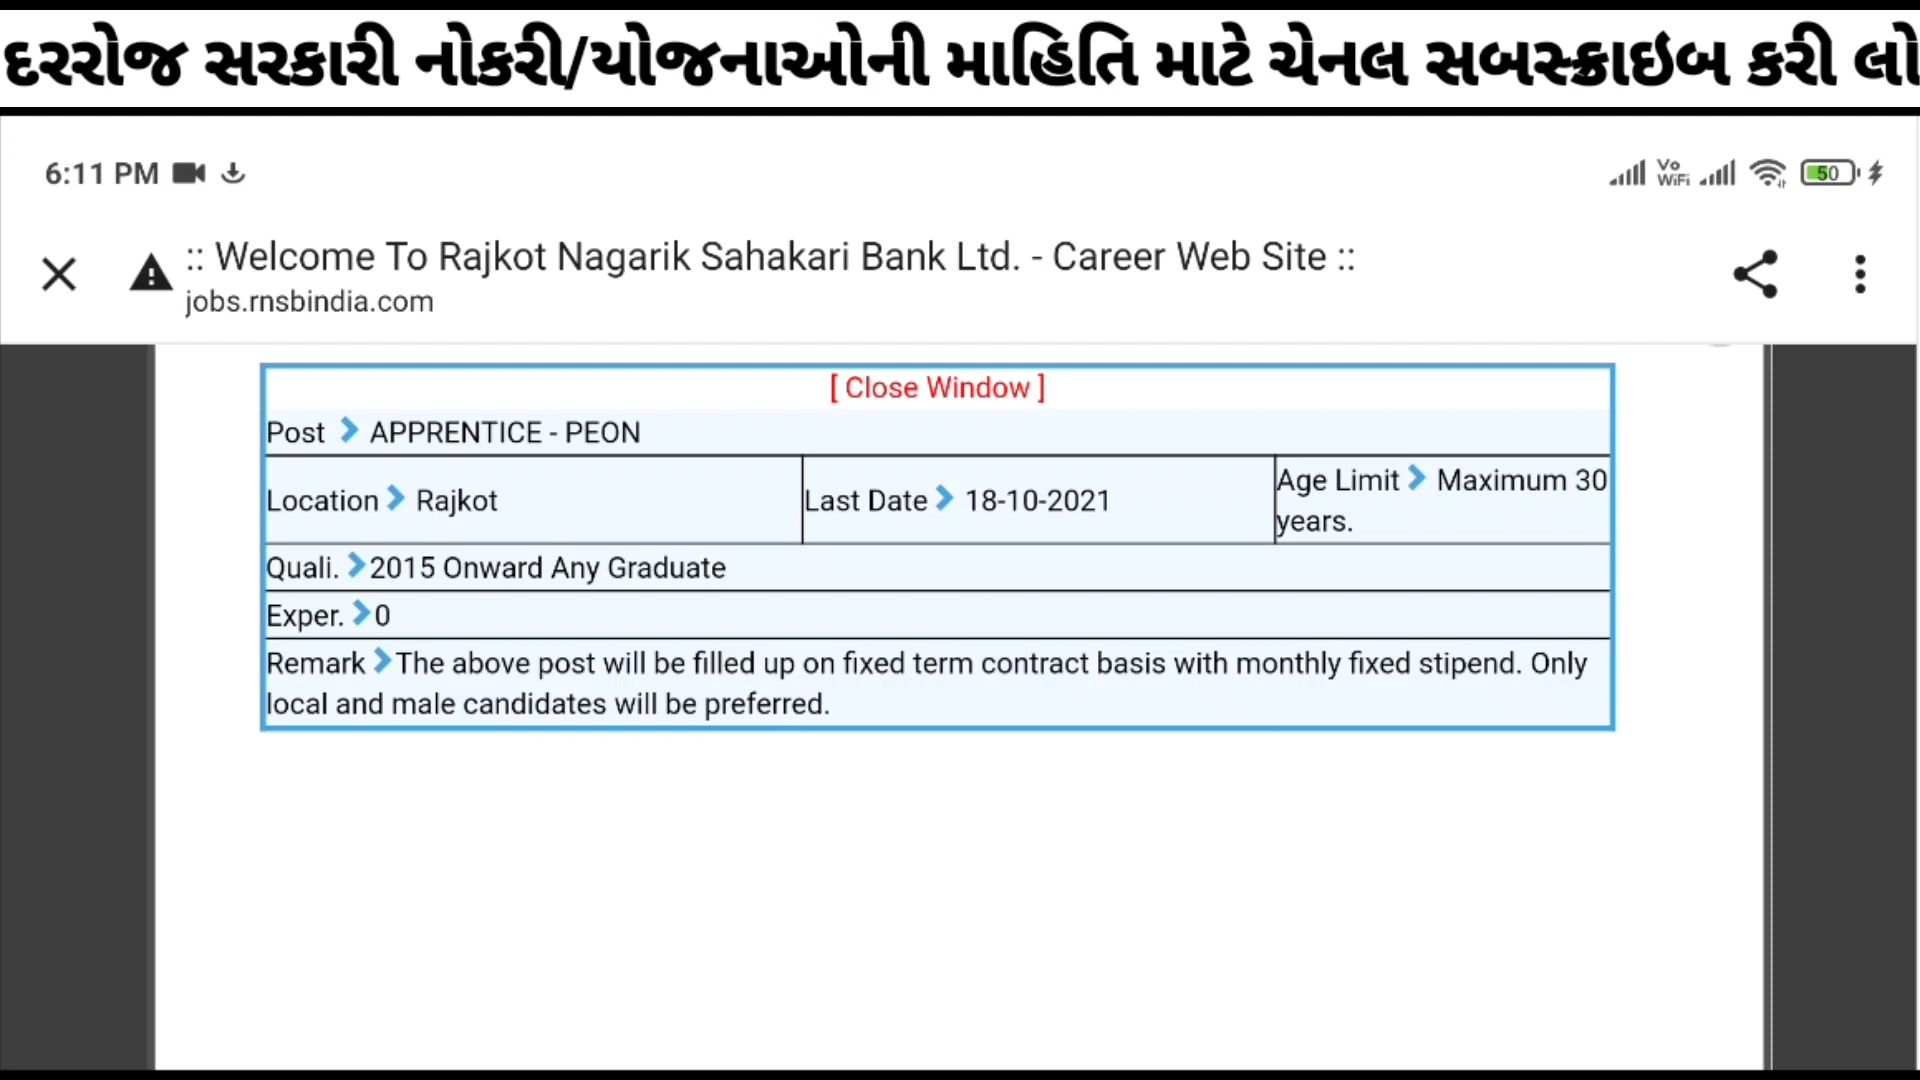 દરરોજ સરકારી નોકરી/યોજનાઓની માહિતિ માટે ચેનલ સબસ્ક્રાઇબ કરી લો
6:11 PM
Vo WiFi
50
:: Welcome To Rajkot Nagarik Sahakari Bank Ltd. - Career Web Site ::
jobs.rnsbindia.com
[ Close Window ]
Post APPRENTICE - PEON
Location Rajkot
Last Date 18-10-2021
Age Limit Maximum 30
years.
Quali. 2015 Onward Any Graduate
Exper. 0
Remark The above post will be filled up on fixed term contract basis with monthly fixed stipend. Only
local and male candidates will be preferred.